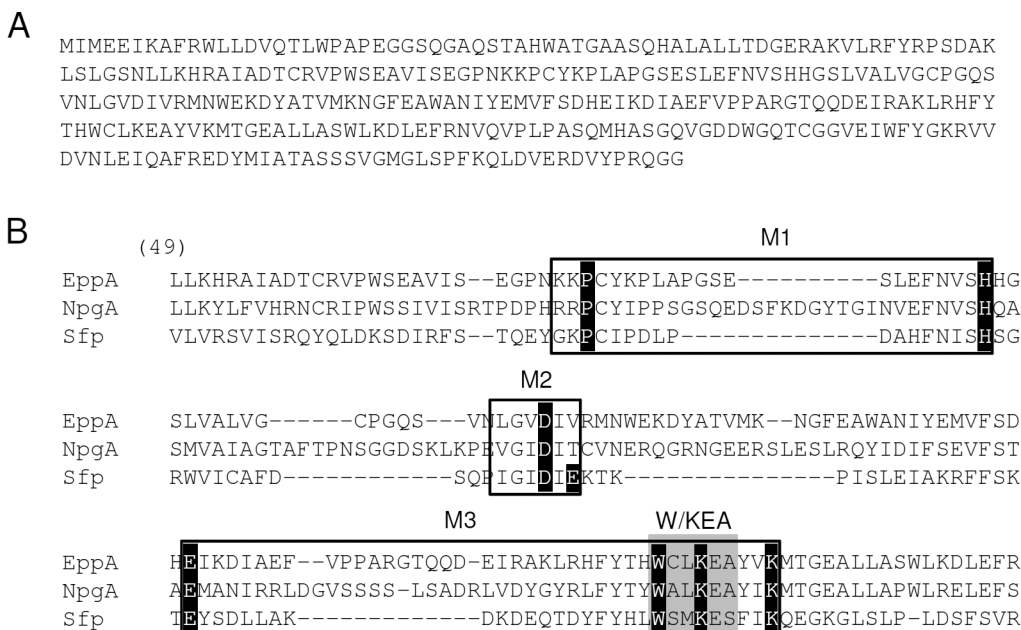 A
MIMEEIKAFRWLLDVQTLWPAPEGGSQGAQSTAHWATGAASQHALALLTDGERAKVLRFYRPSDAK
LSLGSNLLKHRAIADTCRVPWSEAVISEGPNKKPCYKPLAPGSESLEFNVSHHGSLVALVGCPGQS
VNLGVDIVRMNWEKDYATVMKNGFEAWANIYEMVFSDHEIKDIAEFVPPARGTQQDEIRAKLRHFY
THWCLKEAYVKMTGEALLASWLKDLEFRNVQVPLPASQMHASGQVGDDWGQTCGGVEIWFYGKRVV
DVNLEIQAFREDYMIATASSSVGMGLSPFKQLDVERDVYPRQGG
B
(49) M1
EppA LLKHRAIADTCRVPWSEAVIS--EGPNKKPCYKPLAPGSE----------SLEFNVSHHG
NpgA LLKYLFVHRNCRIPWSSIVISRTPDPHRRPCYIPPSGSQEDSFKDGYTGINVEFNVSHQA
Sfp VLVRSVISRQYQLDKSDIRFS--TQEYGKPCIPDLP--------------DAHFNISHSG
M2
EppA SLVALVG------CPGQS---VNLGVDIVRMNWEKDYATVMK--NGFEAWANIYEMVFSD
NpgA SMVAIAGTAFTPNSGGDSKLKPEVGIDITCVNERQGRNGEERSLESLRQYIDIFSEVFST
Sfp RWVICAFD------------SQPIGIDIEKTK--------------PISLEIAKRFFSK
M3 W/KEA
EppA HEIKDIAEF--VPPARGTQQD-EIRAKLRHFYTHWCLKEAYVKMTGEALLASWLKDLEFR
NpgA AEMANIRRLDGVSSSS-LSADRLVDYGYRLFYTYWALKEAYIKMTGEALLAPWLRELEFS
Sfp TEYSDLLAK------------DKDEQTDYFYHLWSMKESFIKQEGKGLSLP-LDSFSVR